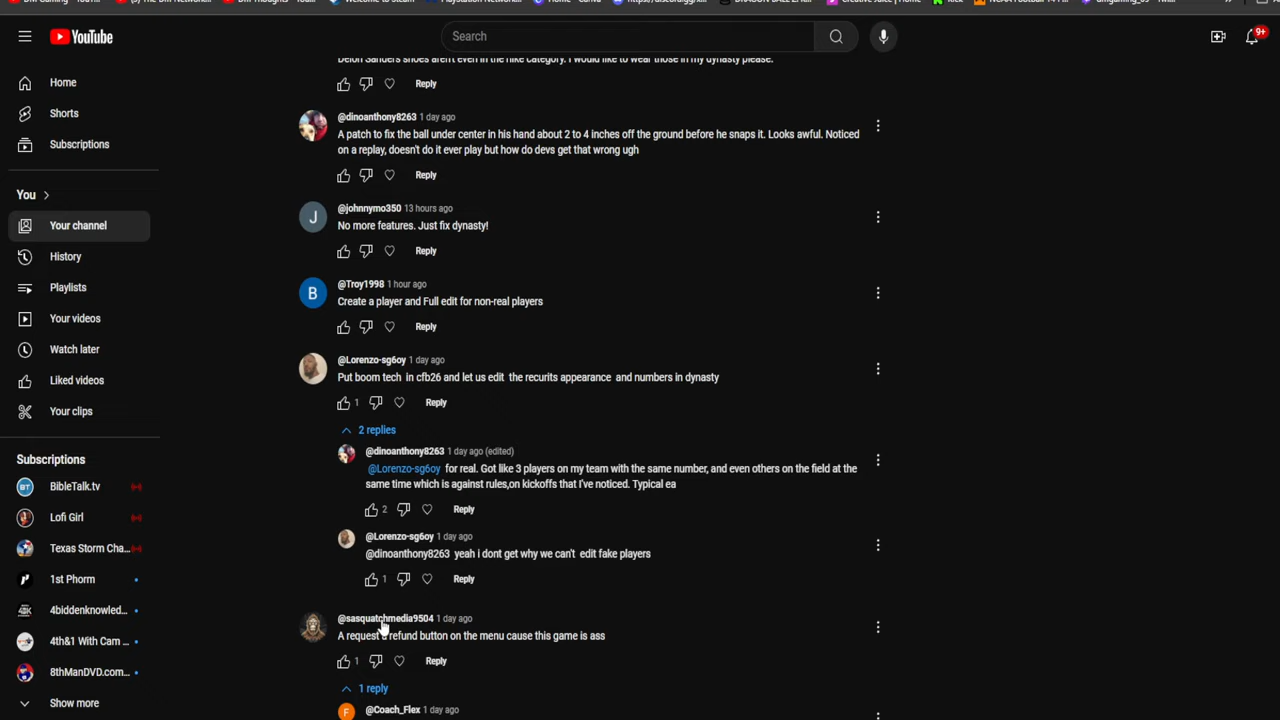 YouTube
Search
9+
Home
Shorts
Subscriptions
You
Your channel
History
Playlists
Your videos
Watch later
Liked videos
Your clips
Subscriptions
BibleTalk.tv
Lofi Girl
Texas Storm Cha...
1st Phorm
4biddenknowled...
4th&1 With Cam ...
8thManDVD.com...
Show more
Deion Sanders shoes aren't even in the nike category. I would like to wear those in my dynasty please.
Reply
@dinoanthony8263 1 day ago
A patch to fix the ball under center in his hand about 2 to 4 inches off the ground before he snaps it. Looks awful. Noticed
on a replay, doesn't do it ever play but how do devs get that wrong ugh
Reply
J
@johnnymo350 13 hours ago
No more features. Just fix dynasty!
Reply
B
@Troy1998 1 hour ago
Create a player and Full edit for non-real players
Reply
@Lorenzo-sg6oy 1 day ago
Put boom tech in cfb26 and let us edit the recurits appearance and numbers in dynasty
1 Reply
2 replies
@dinoanthony8263 1 day ago (edited)
@Lorenzo-sg6oy for real. Got like 3 players on my team with the same number, and even others on the field at the
same time which is against rules,on kickoffs that I've noticed. Typical ea
2 Reply
@Lorenzo-sg6oy 1 day ago
@dinoanthony8263 yeah i dont get why we can't edit fake players
1 Reply
@sasquatchmedia9504 1 day ago
A request a refund button on the menu cause this game is ass
1 Reply
1 reply
F
@Coach_Flex 1 day ago